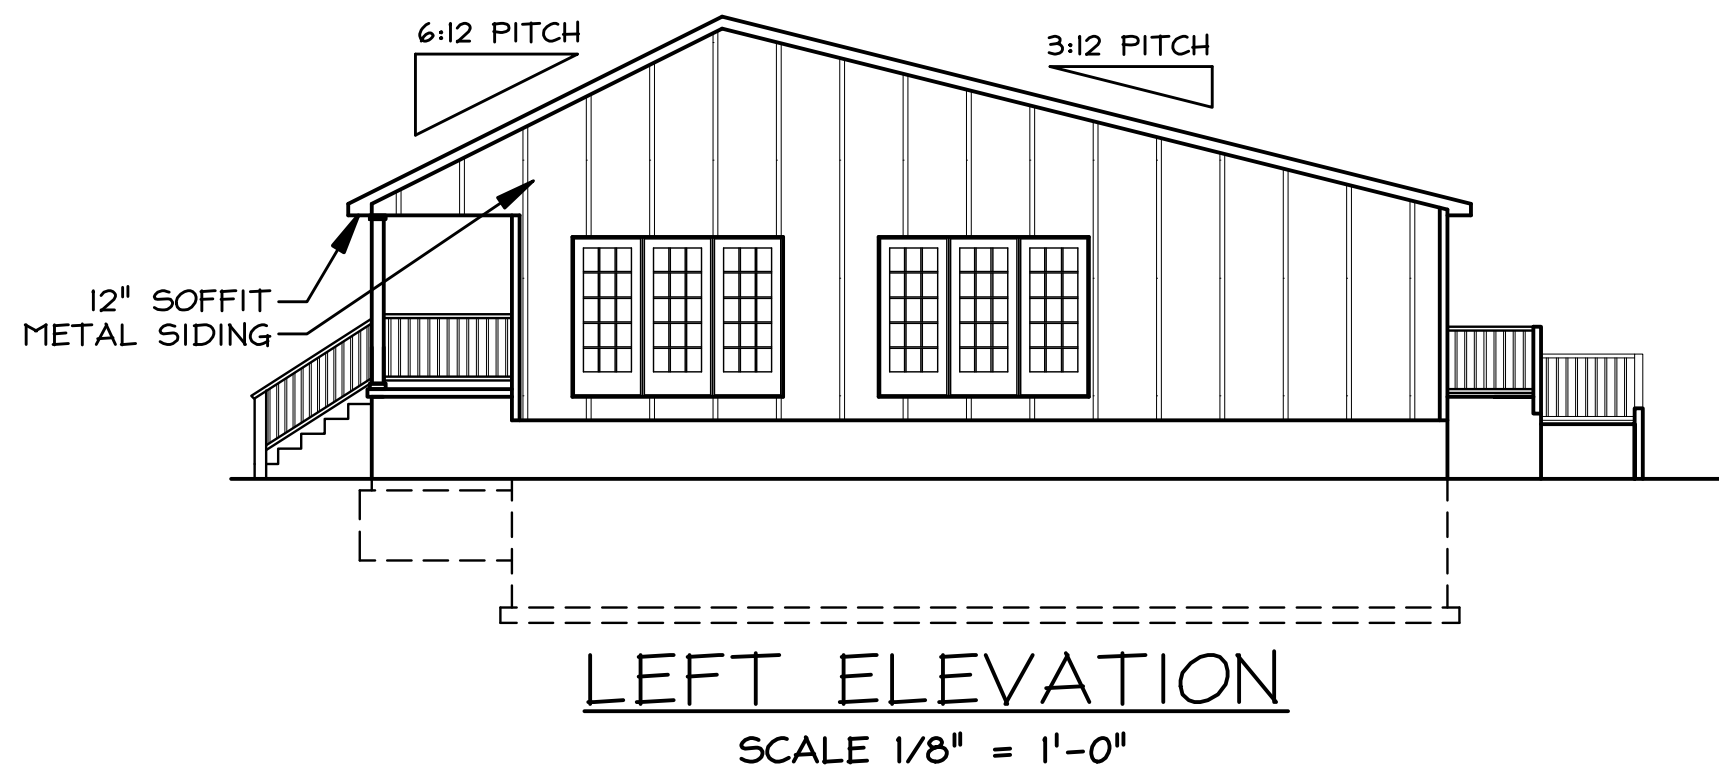 6:12 PITCH
3:12 PITCH
12" SOFFIT
METAL SIDING
LEFT ELEVATION
SCALE 1/8" = 1'-0"